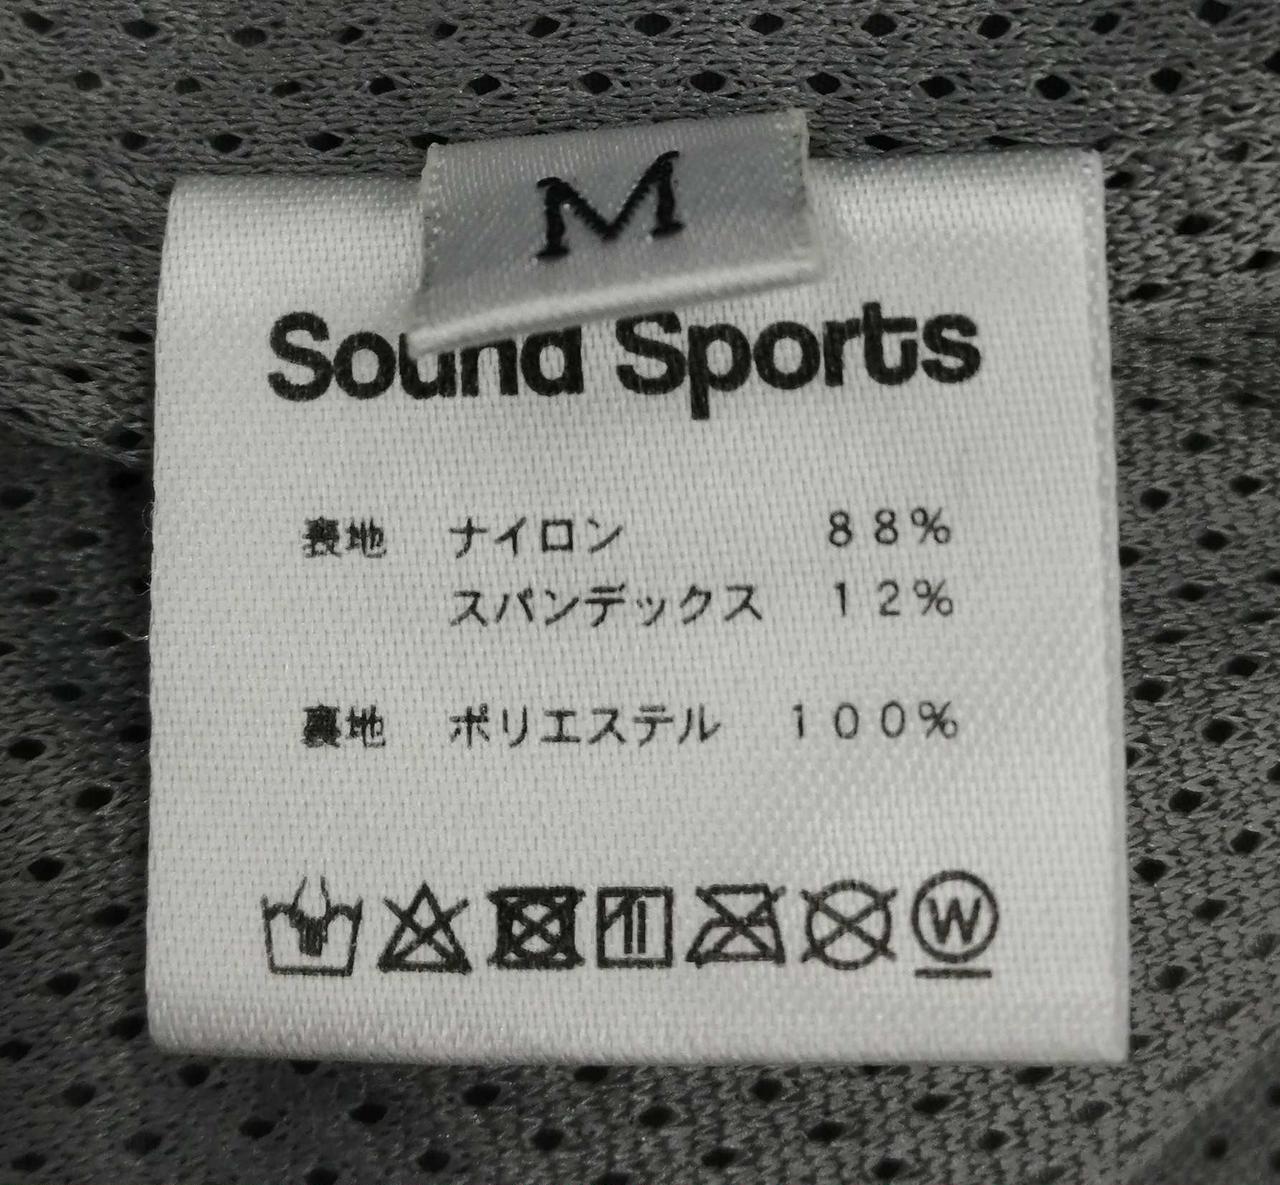 M
Sound Sports
表地 ナイロン 88%
スパンデックス 12%
裏地 ポリエステル 100%
W